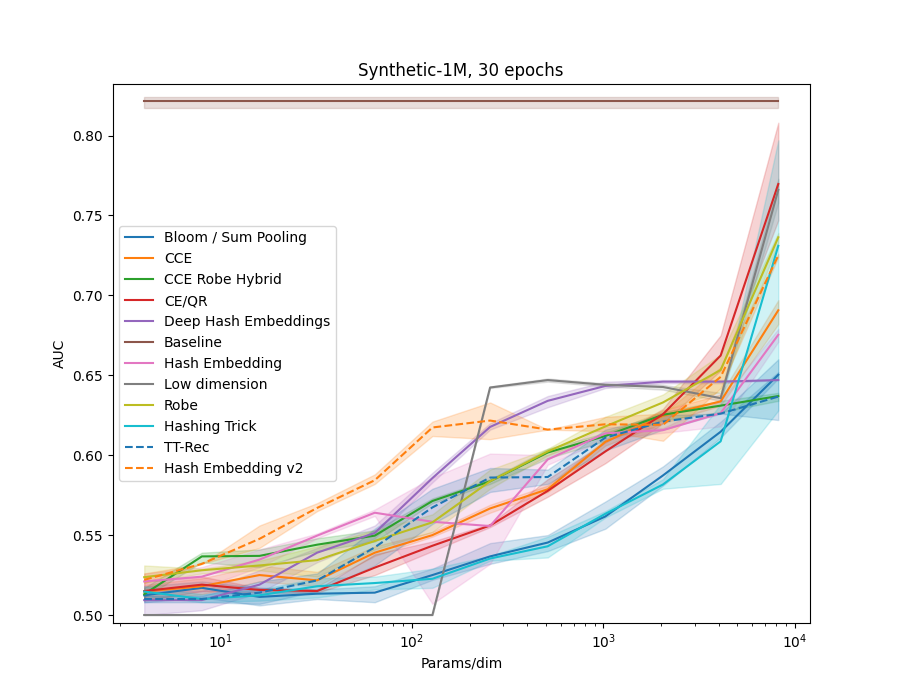 Synthetic-1M, 30 epochs
AUC
0.80
0.75
0.70
0.65
0.60
0.55
0.50
Bloom / Sum Pooling
CCE
CCE Robe Hybrid
CE/QR
Deep Hash Embeddings
Baseline
Hash Embedding
Low dimension
Robe
Hashing Trick
TT-Rec
Hash Embedding v2
10¹ 10² 10³ 10⁴
Params/dim